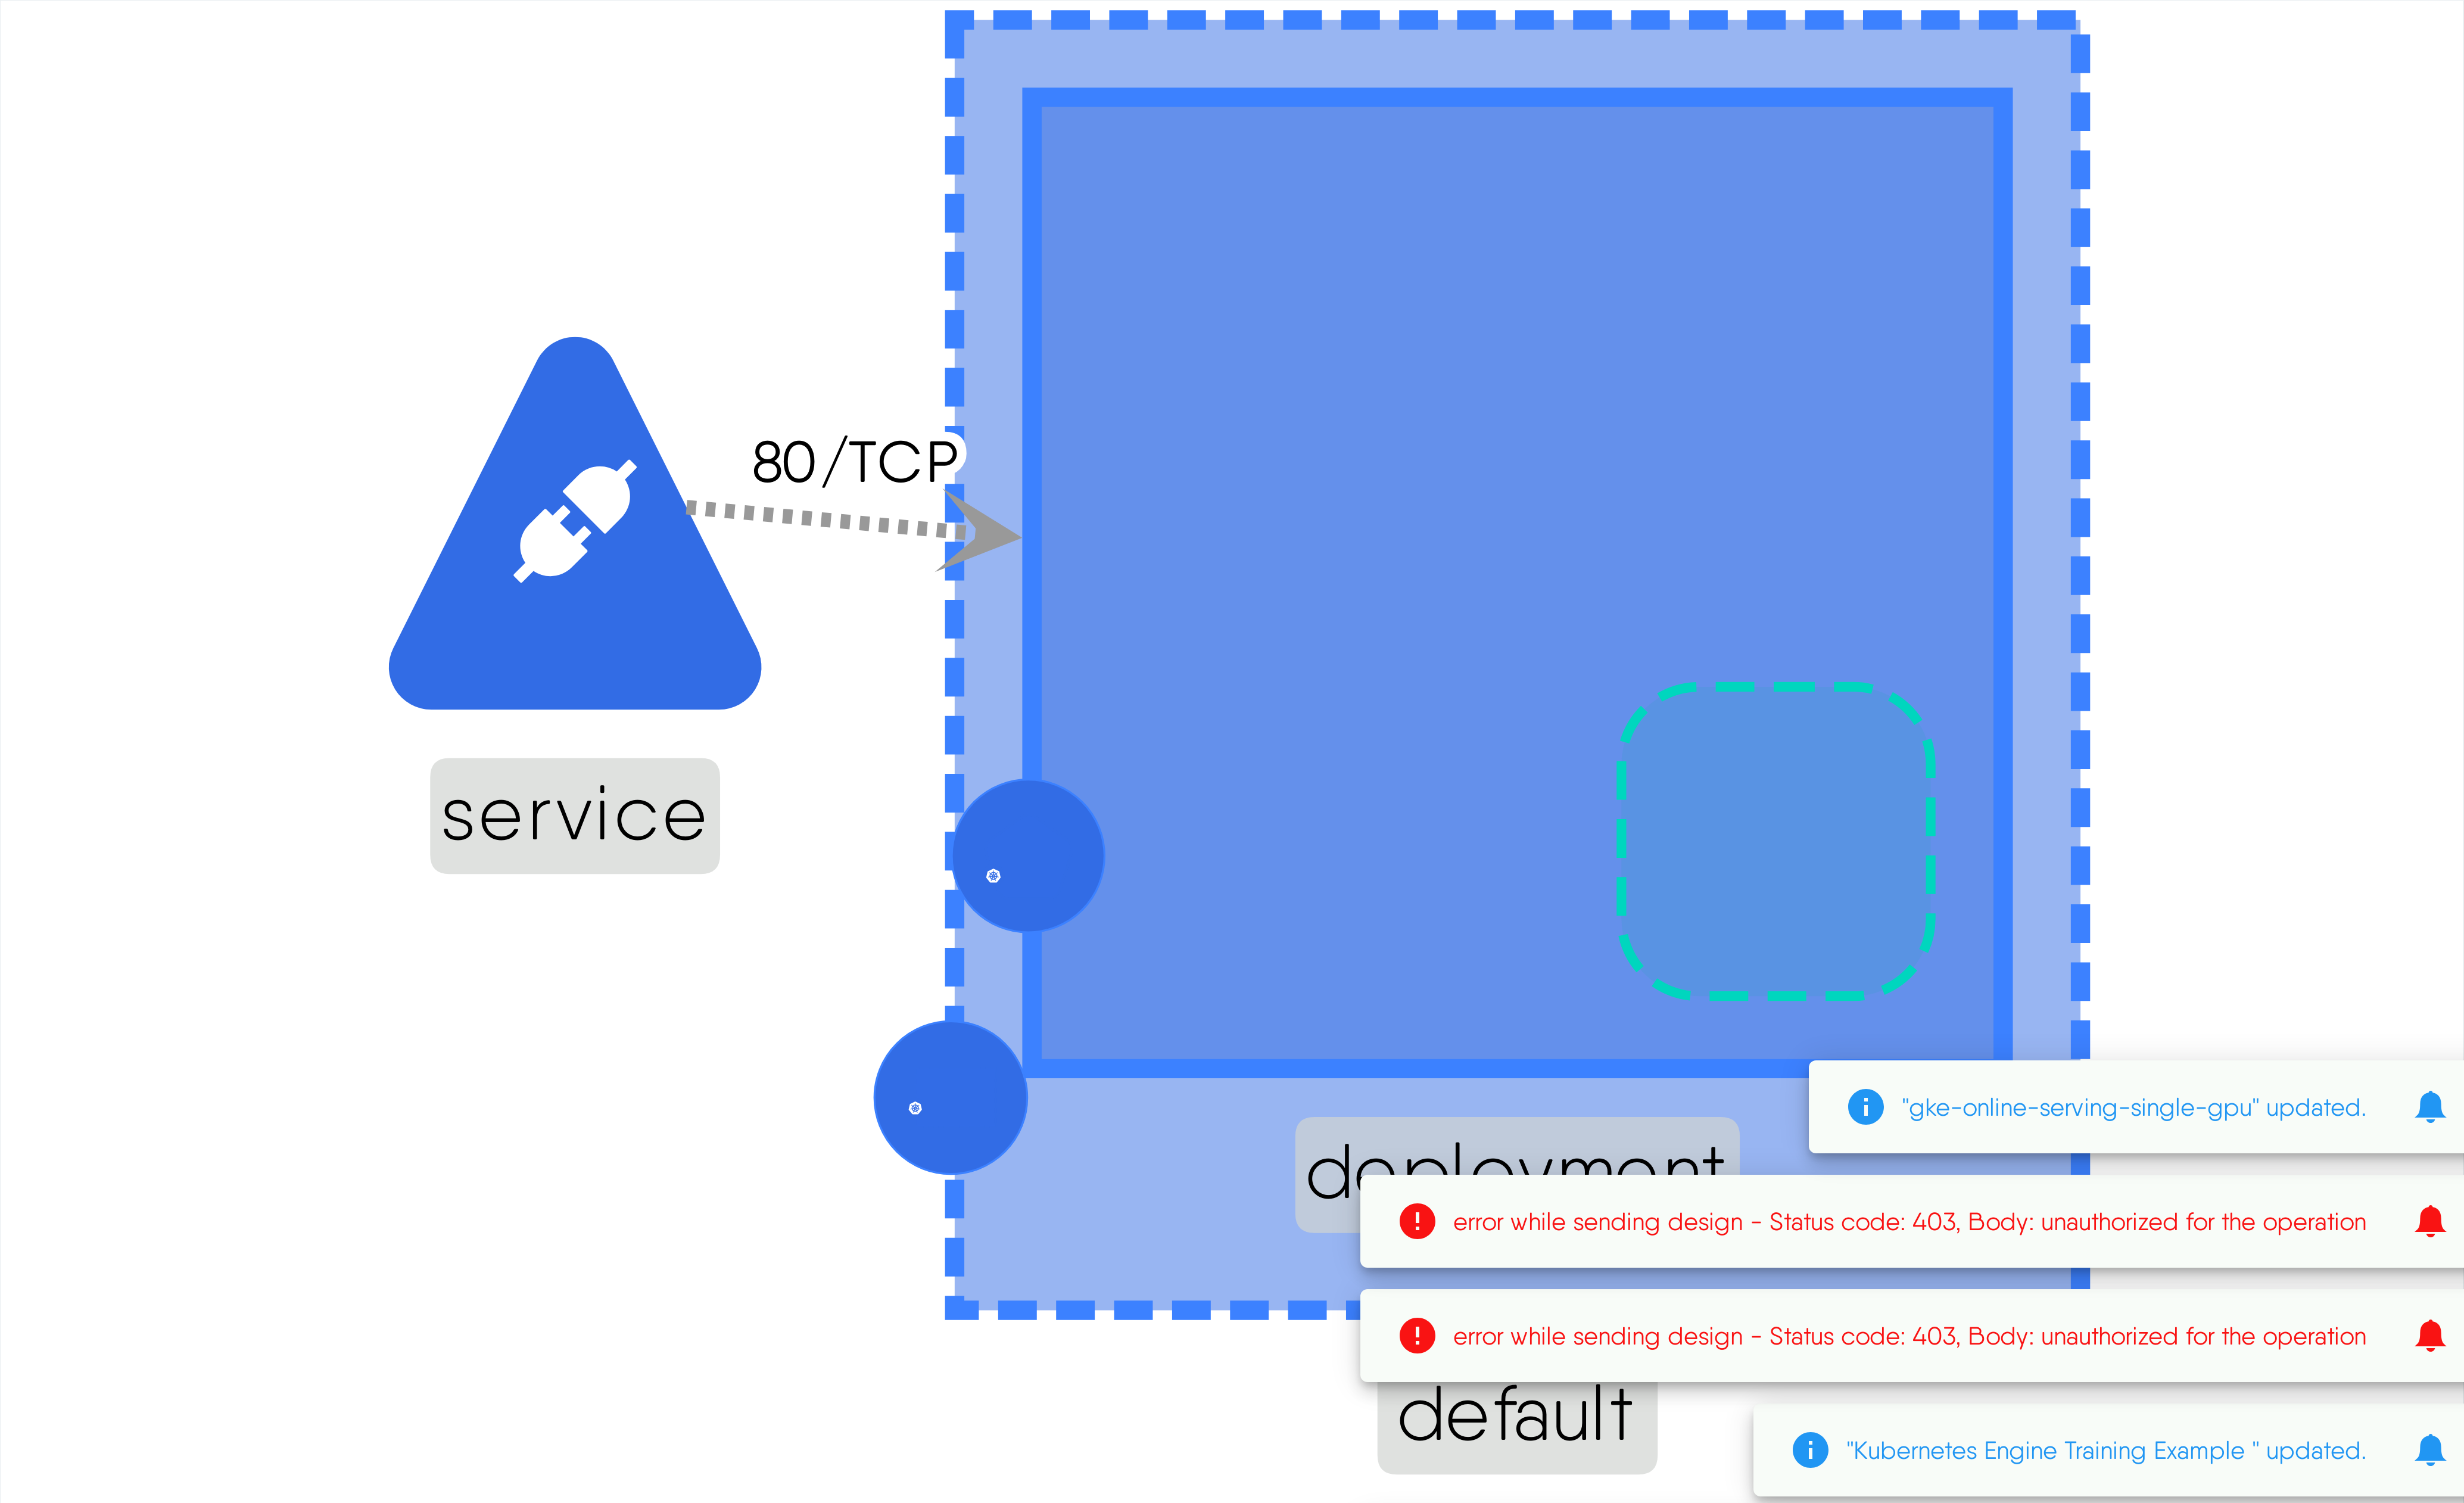 80/TCP
service
deployment
"gke-online-serving-single-gpu" updated.
error while sending design - Status code: 403, Body: unauthorized for the operation
error while sending design - Status code: 403, Body: unauthorized for the operation
default
"Kubernetes Engine Training Example " updated.